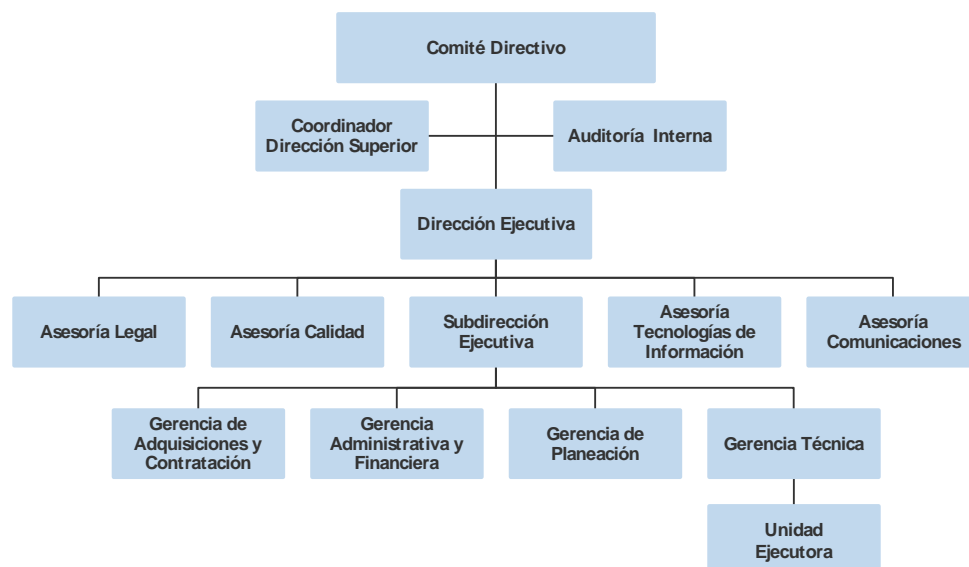 Comité Directivo
Coordinador
Dirección Superior
Auditoría Interna
Dirección Ejecutiva
Asesoría Legal
Asesoría Calidad
Subdirección
Ejecutiva
Asesoría
Tecnologías de
Información
Asesoría
Comunicaciones
Gerencia de
Adquisiciones y
Contratación
Gerencia
Administrativa y
Financiera
Gerencia de
Planeación
Gerencia Técnica
Unidad
Ejecutora